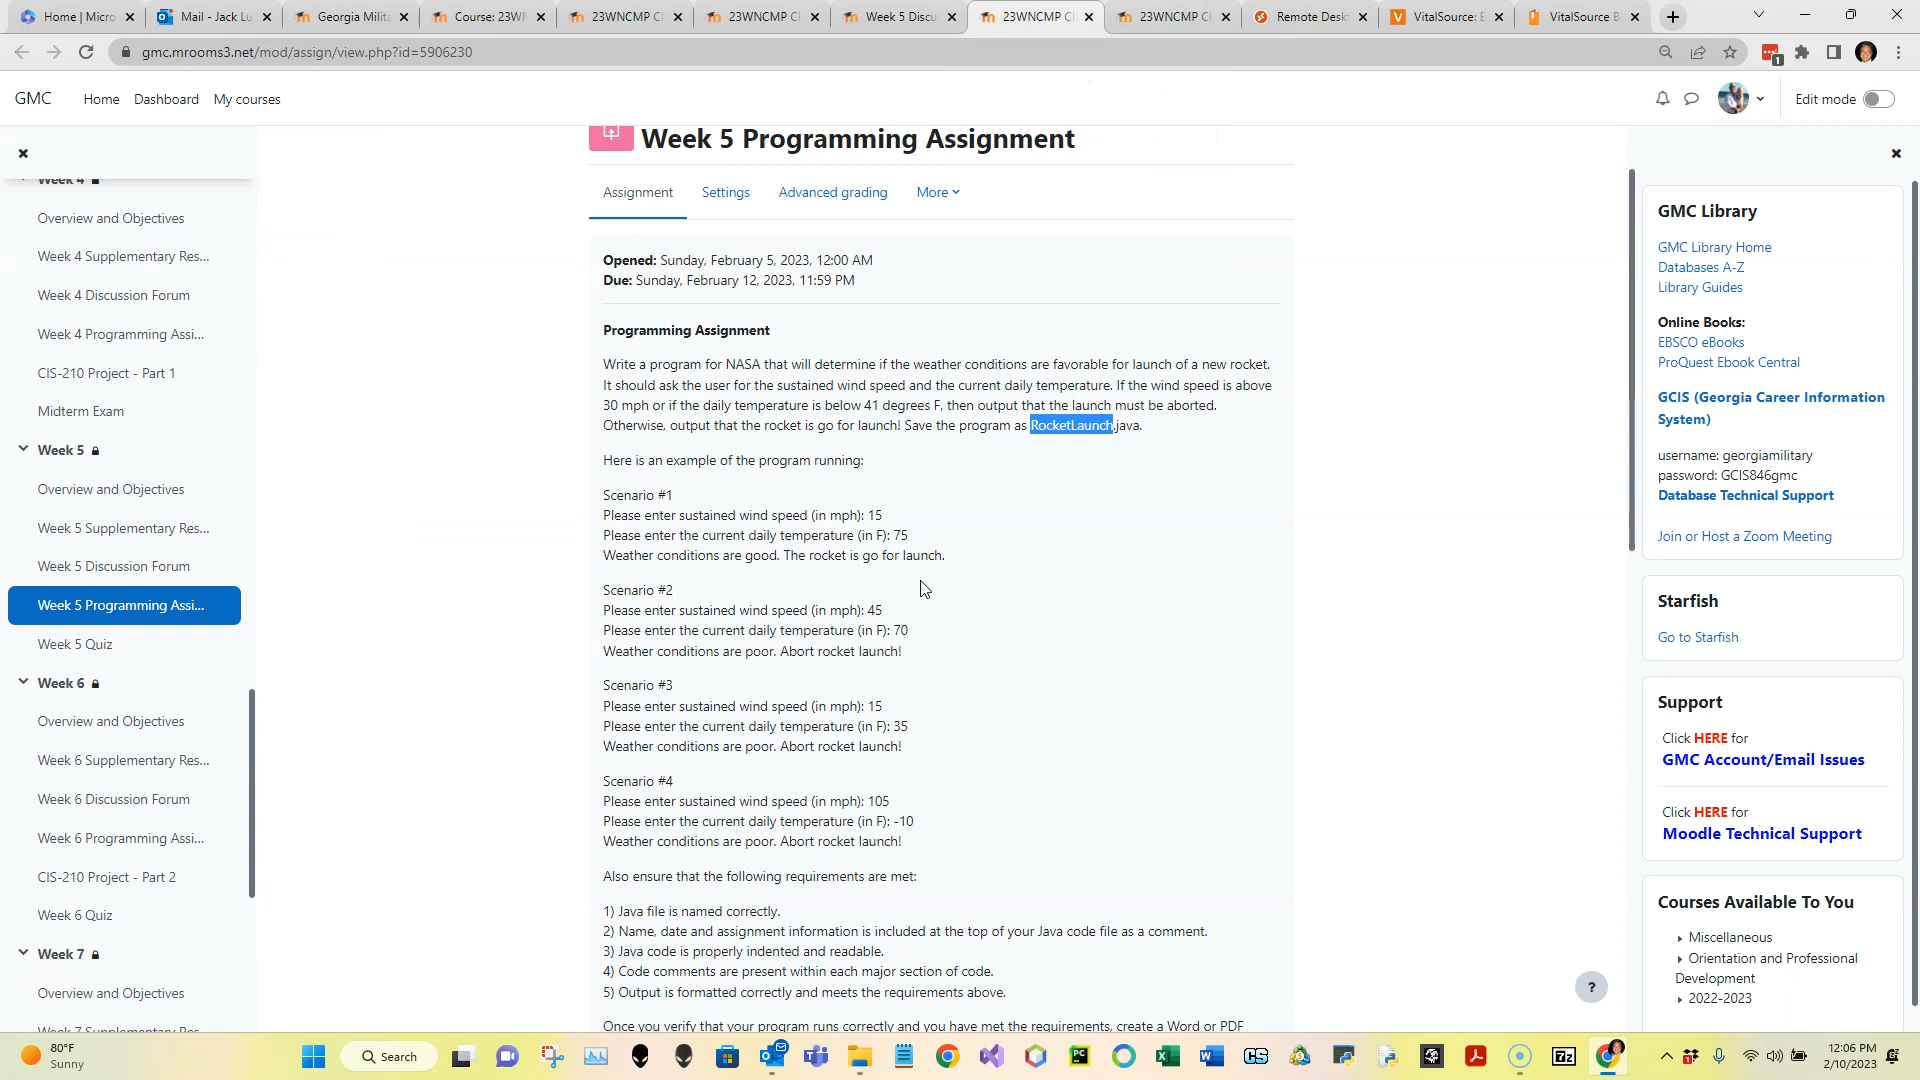 Home | Micro
Mail - Jack Lu
Georgia Milit
Course: 23WN
23WNCMP CI
23WNCMP CI
Week 5 Discu
23WNCMP CI
23WNCMP CI
Remote Deskt
VitalSource: E
VitalSource B
gmc.mrooms3.net/mod/assign/view.php?id=5906230
1
GMC
Home
Dashboard
My courses
Edit mode
Week 4
Overview and Objectives
Week 4 Supplementary Res...
Week 4 Discussion Forum
Week 4 Programming Assi...
CIS-210 Project - Part 1
Midterm Exam
Week 5
Overview and Objectives
Week 5 Supplementary Res...
Week 5 Discussion Forum
Week 5 Programming Assi...
Week 5 Quiz
Week 6
Overview and Objectives
Week 6 Supplementary Res...
Week 6 Discussion Forum
Week 6 Programming Assi...
CIS-210 Project - Part 2
Week 6 Quiz
Week 7
Overview and Objectives
Week 7 Supplementary Res...
Week 5 Programming Assignment
Assignment
Settings
Advanced grading
More
Opened: Sunday, February 5, 2023, 12:00 AM
Due: Sunday, February 12, 2023, 11:59 PM
Programming Assignment
Write a program for NASA that will determine if the weather conditions are favorable for launch of a new rocket.
It should ask the user for the sustained wind speed and the current daily temperature. If the wind speed is above
30 mph or if the daily temperature is below 41 degrees F, then output that the launch must be aborted.
Otherwise, output that the rocket is go for launch! Save the program as RocketLaunch.java.
Here is an example of the program running:
Scenario #1
Please enter sustained wind speed (in mph): 15
Please enter the current daily temperature (in F): 75
Weather conditions are good. The rocket is go for launch.
Scenario #2
Please enter sustained wind speed (in mph): 45
Please enter the current daily temperature (in F): 70
Weather conditions are poor. Abort rocket launch!
Scenario #3
Please enter sustained wind speed (in mph): 15
Please enter the current daily temperature (in F): 35
Weather conditions are poor. Abort rocket launch!
Scenario #4
Please enter sustained wind speed (in mph): 105
Please enter the current daily temperature (in F): -10
Weather conditions are poor. Abort rocket launch!
Also ensure that the following requirements are met:
1) Java file is named correctly.
2) Name, date and assignment information is included at the top of your Java code file as a comment.
3) Java code is properly indented and readable.
4) Code comments are present within each major section of code.
5) Output is formatted correctly and meets the requirements above.
Once you verify that your program runs correctly and you have met the requirements, create a Word or PDF
GMC Library
GMC Library Home
Databases A-Z
Library Guides
Online Books:
EBSCO eBooks
ProQuest Ebook Central
GCIS (Georgia Career Information
System)
username: georgiamilitary
password: GCIS846gmc
Database Technical Support
Join or Host a Zoom Meeting
Starfish
Go to Starfish
Support
Click HERE for
GMC Account/Email Issues
Click HERE for
Moodle Technical Support
Courses Available To You
Miscellaneous
Orientation and Professional
Development
2022-2023
?
80°F
Sunny
Search
PC
CS
7z
12:06 PM
2/10/2023